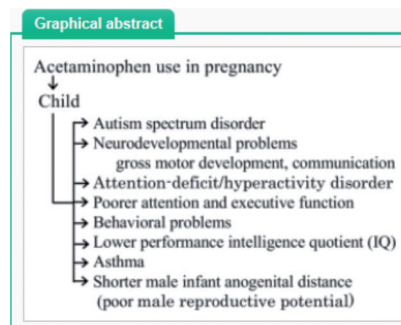 Graphical abstract
Acetaminophen use in pregnancy
Child
Autism spectrum disorder
Neurodevelopmental problems
gross motor development, communication
Attention-deficit/hyperactivity disorder
Poorer attention and executive function
Behavioral problems
Lower performance intelligence quotient (IQ)
Asthma
Shorter male infant anogenital distance
(poor male reproductive potential)